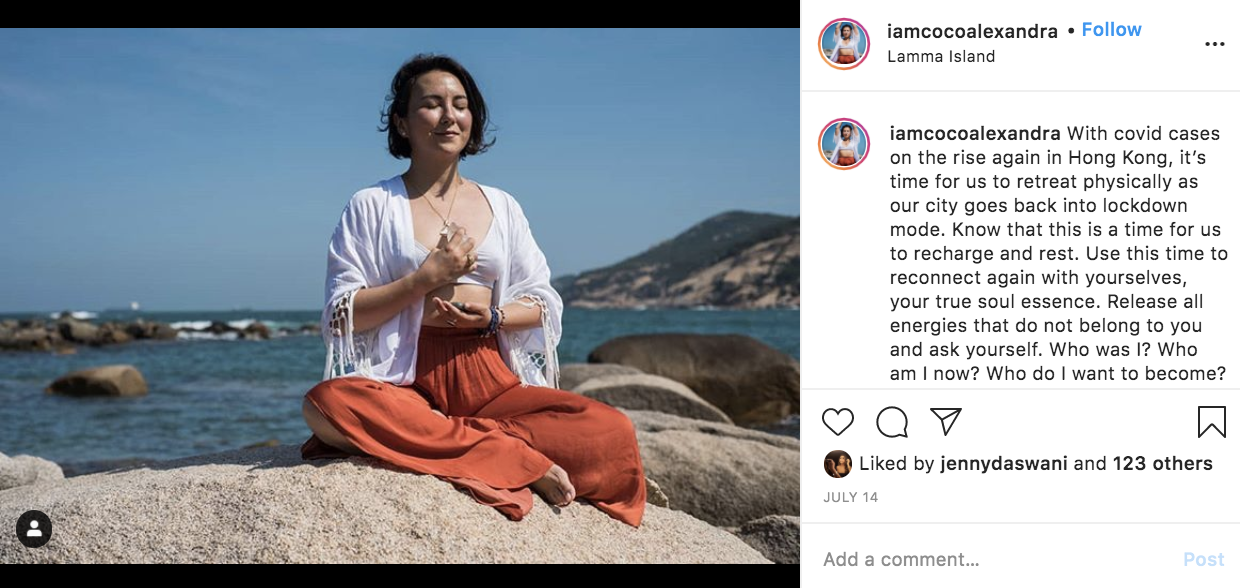 iamcocoalexandra • Follow
Lamma Island
iamcocoalexandra With covid cases
on the rise again in Hong Kong, it’s
time for us to retreat physically as
our city goes back into lockdown
mode. Know that this is a time for us
to recharge and rest. Use this time to
reconnect again with yourselves,
your true soul essence. Release all
energies that do not belong to you
and ask yourself. Who was I? Who
am I now? Who do I want to become?
Liked by jennydaswani and 123 others
JULY 14
Add a comment...
Post